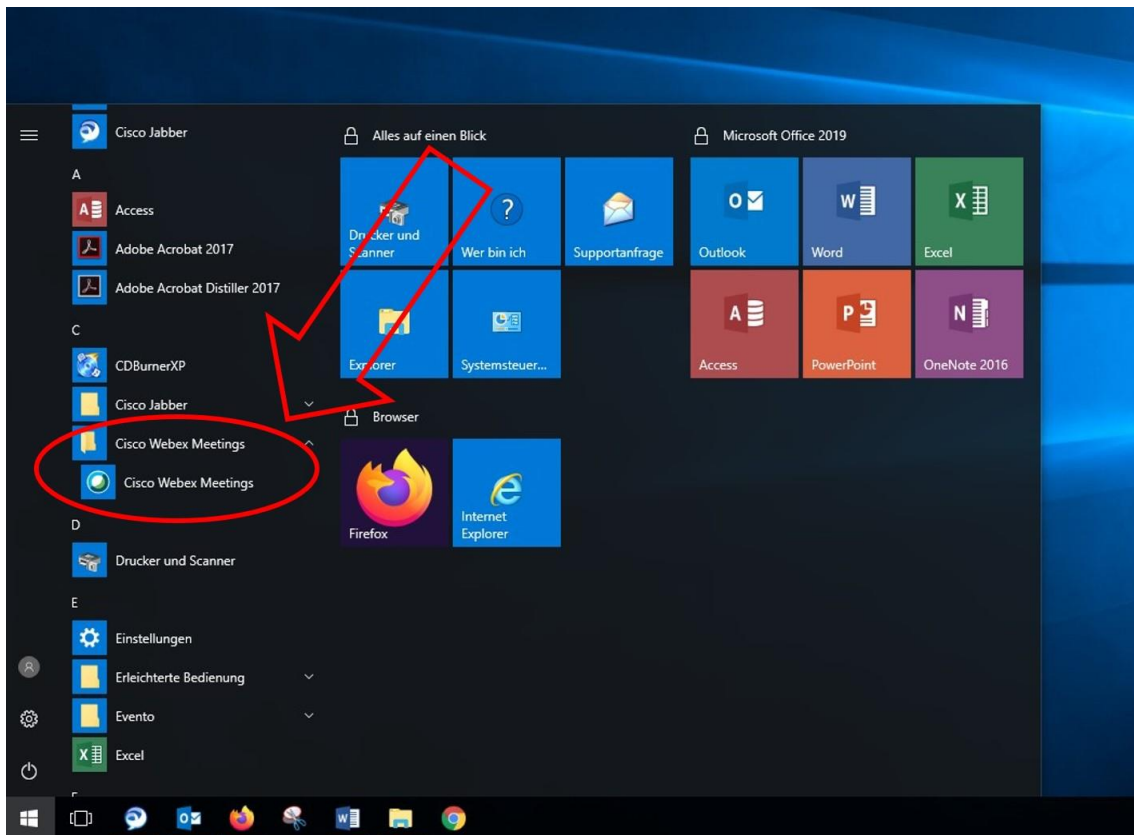 Cisco Jabber
A
Access
Adobe Acrobat 2017
Adobe Acrobat Distiller 2017
C
CDBurnerXP
Cisco Jabber
Cisco Webex Meetings
Cisco Webex Meetings
D
Drucker und Scanner
E
Einstellungen
Erleichterte Bedienung
Evento
Excel
Alles auf einen Blick
Drucker und
Scanner
Wer bin ich
Supportanfrage
Explorer
Systemsteuer...
Browser
Firefox
Internet
Explorer
Microsoft Office 2019
Outlook
Word
Excel
Access
PowerPoint
OneNote 2016